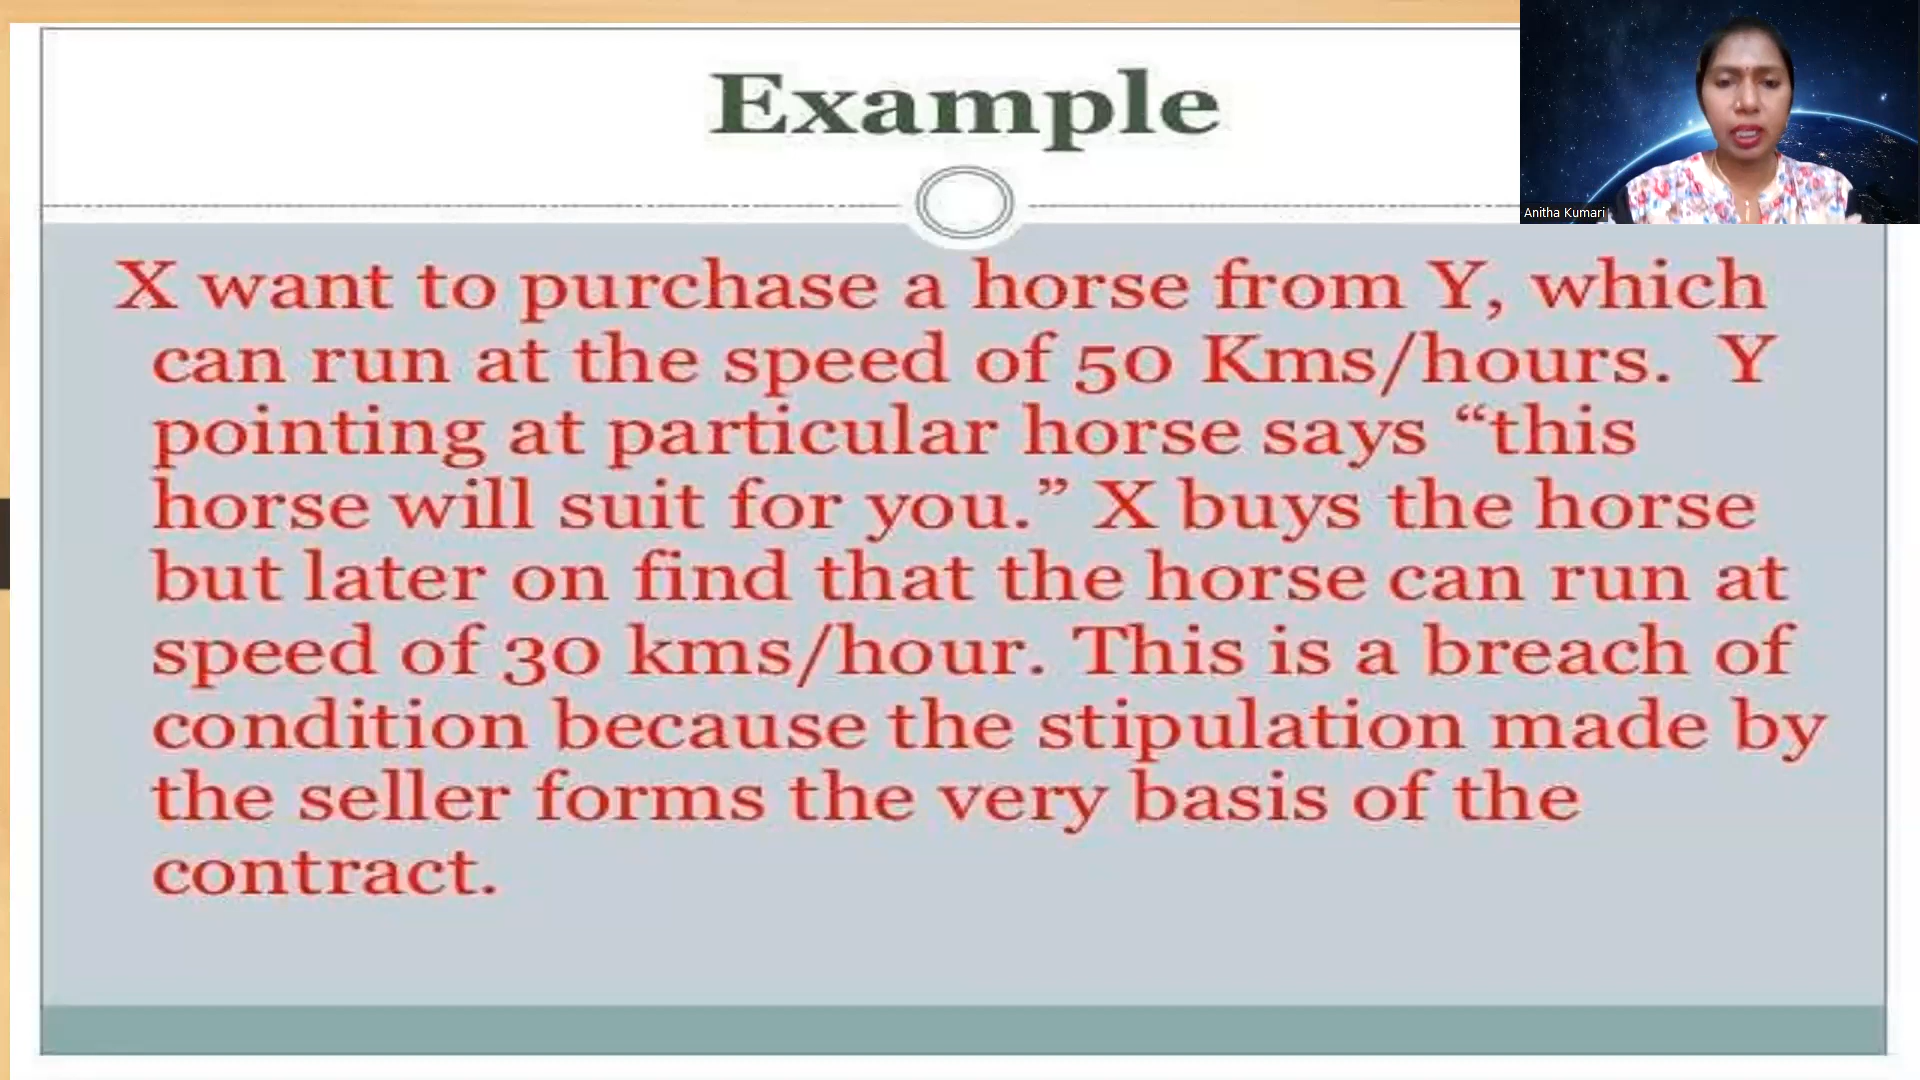 Example
Anitha Kumari
X want to purchase a horse from Y, which
can run at the speed of 50 Kms/hours. Y
pointing at particular horse says “this
horse will suit for you.” X buys the horse
but later on find that the horse can run at
speed of 30 kms/hour. This is a breach of
condition because the stipulation made by
the seller forms the very basis of the
contract.